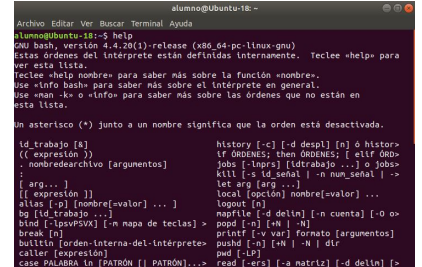 alumno@Ubuntu-18: ~
Archivo Editar Ver Buscar Terminal Ayuda
alumno@Ubuntu-18:~$ help
GNU bash, versión 4.4.20(1)-release (x86_64-pc-linux-gnu)
Estas órdenes del intérprete están definidas internamente.  Teclee «help» para
ver esta lista.
Teclee «help nombre» para saber más sobre la función «nombre».
Use «info bash» para saber más sobre el intérprete en general.
Use «man -k» o «info» para saber más sobre las órdenes que no están en
esta lista.
Un asterisco (*) junto a un nombre significa que la orden está desactivada.
id_trabajo [&]                          history [-c] [-d despl] [n] ó histor>
(( expresión ))                         if ÓRDENES; then ÓRDENES; [ elif ÓRD>
. nombredearchivo [argumentos]          jobs [-lnprs] [idtrabajo ...] o jobs>
:                                       kill [-s id_señal | -n num_señal | ->
[ arg... ]                              let arg [arg ...]
[[ expresión ]]                         local [opción] nombre[=valor] ...
alias [-p] [nombre[=valor] ... ]        logout [n]
bg [id_trabajo ...]                     mapfile [-d delim] [-n cuenta] [-O o>
bind [-lpsvPSVX] [-m mapa de teclas] >  popd [-n] [+N | -N]
break [n]                               printf [-v var] formato [argumentos]
builtin [orden-interna-del-intérprete>  pushd [-n] [+N | -N | dir
caller [expresión]                      pwd [-LP]
case PALABRA in [PATRÓN [| PATRÓN]...>  read [-ers] [-a matriz] [-d delim] [>